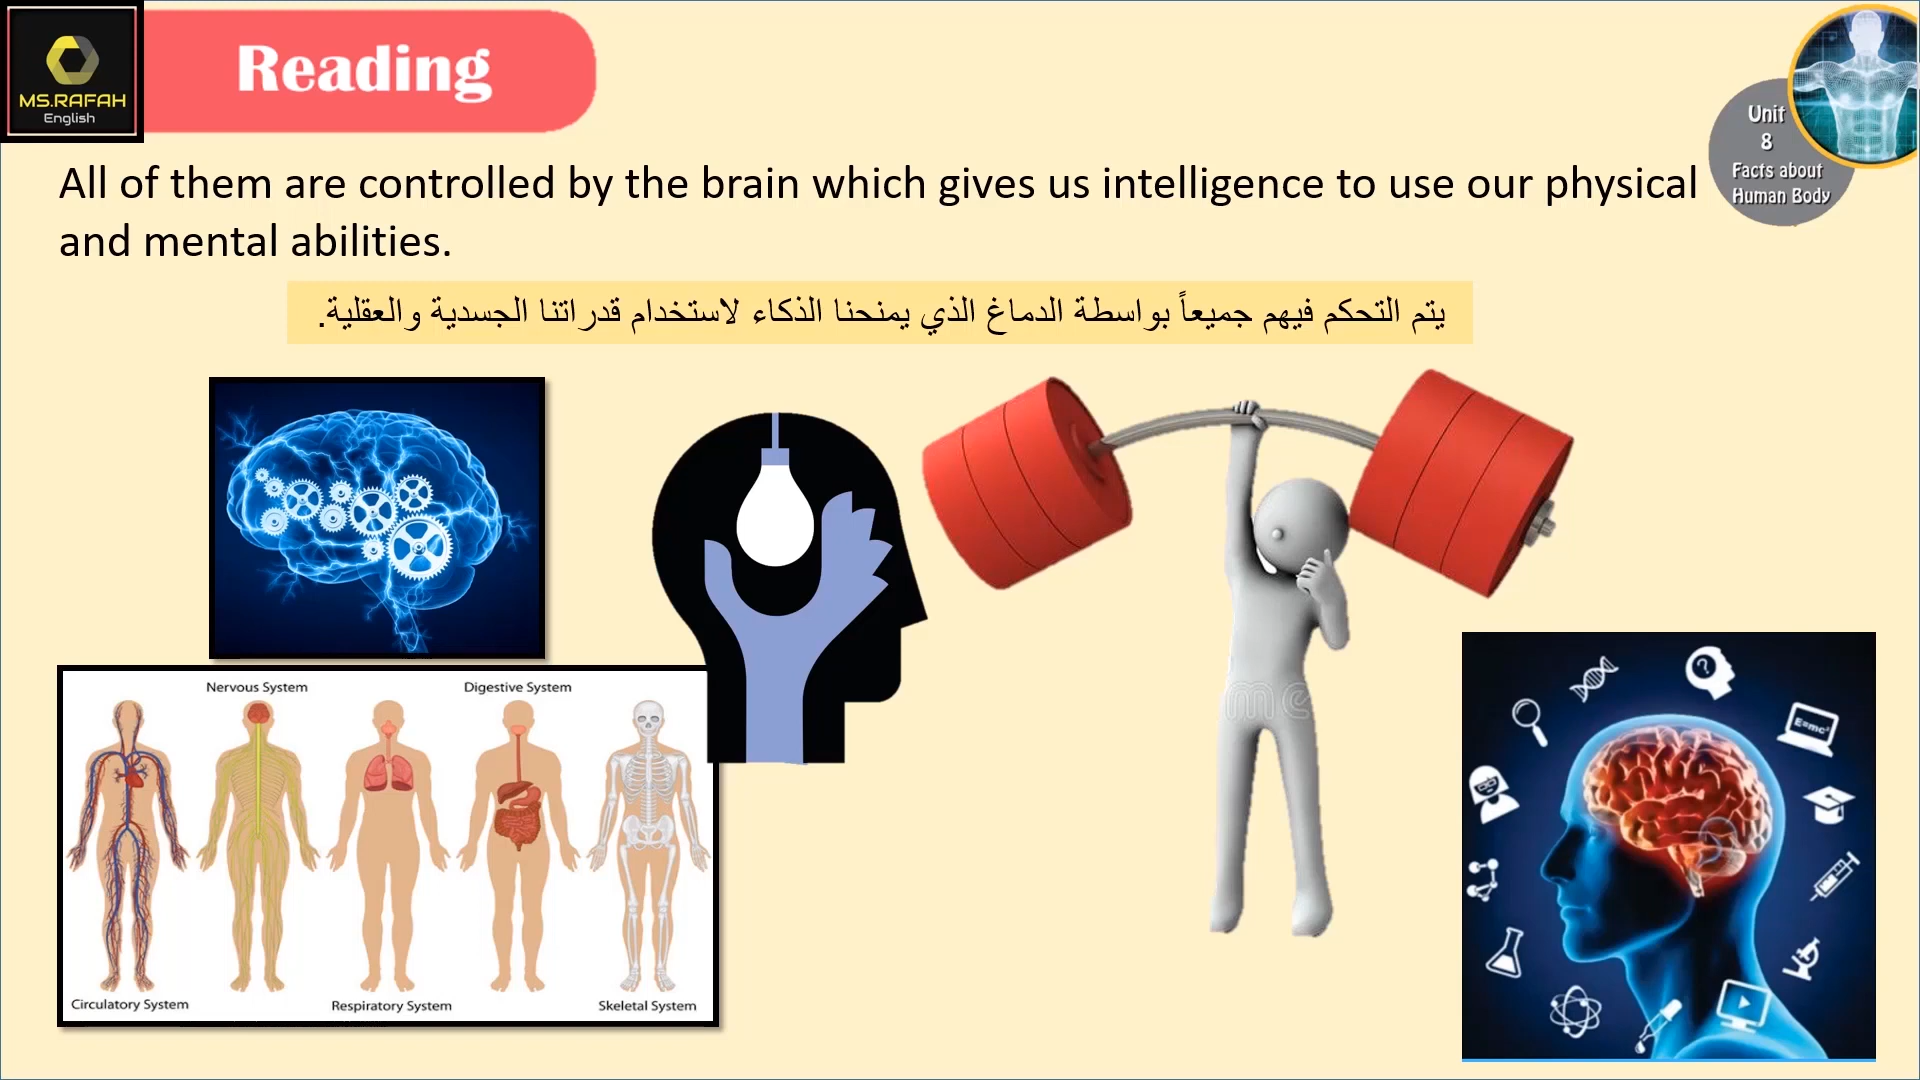 MS.RAFAH
English
Reading
Unit
8
Facts about
Human Body
All of them are controlled by the brain which gives us intelligence to use our physical
and mental abilities.
يتم التحكم فيهم جميعاً بواسطة الدماغ الذي يمنحنا الذكاء لاستخدام قدراتنا الجسدية والعقلية.
Nervous System
Digestive System
Circulatory System
Respiratory System
Skeletal System
me
?
E=mc²